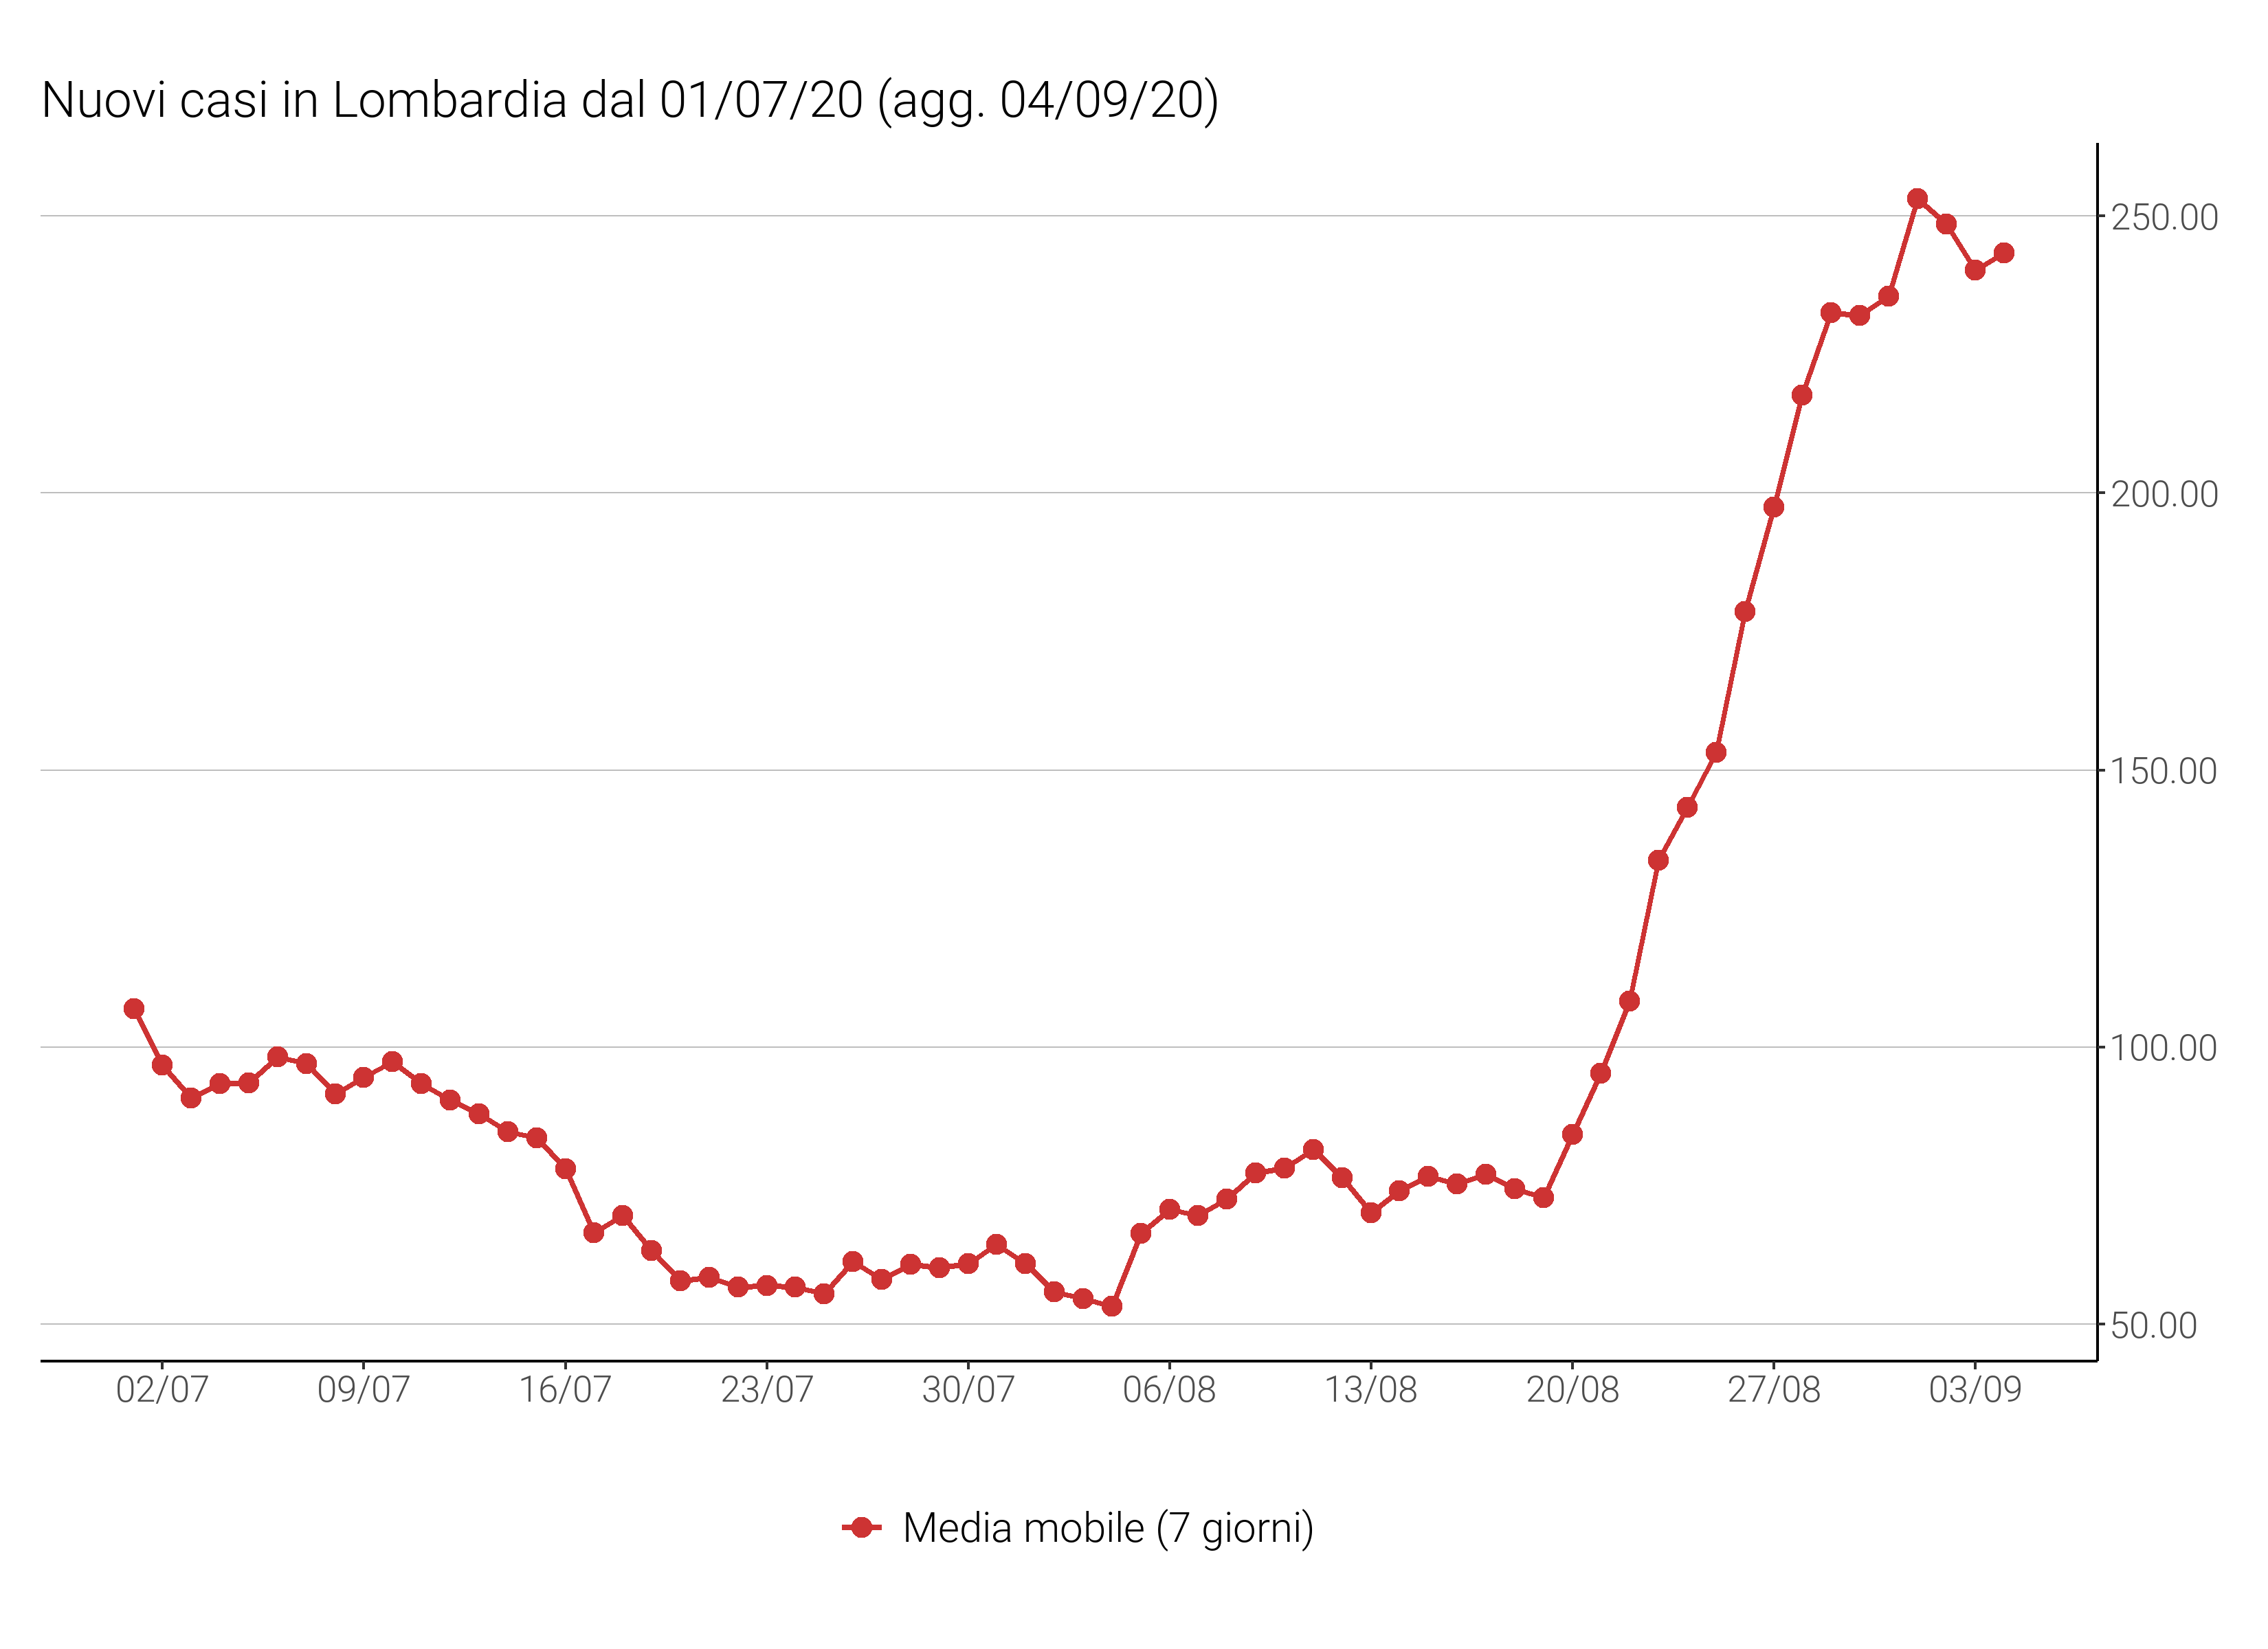 Nuovi casi in Lombardia dal 01/07/20 (agg. 04/09/20)
250.00
200.00
150.00
100.00
50.00
02/07 09/07 16/07 23/07 30/07 06/08 13/08 20/08 27/08 03/09
Media mobile (7 giorni)